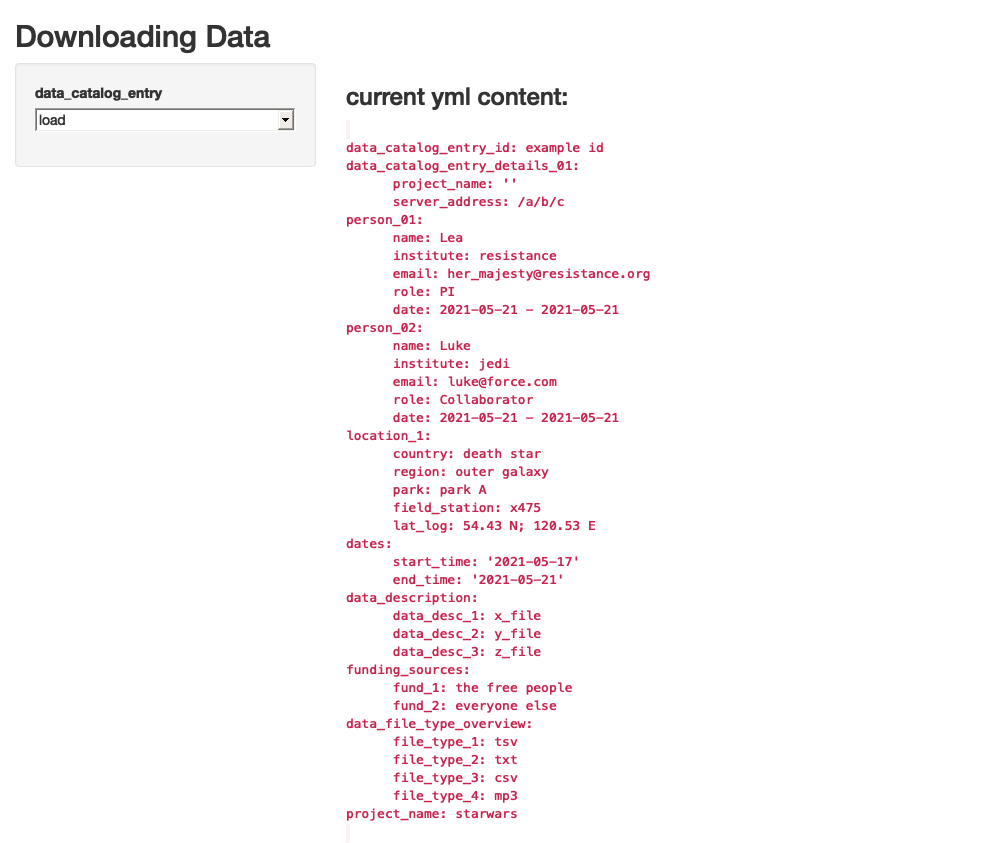 Downloading Data
data_catalog_entry
load
current yml content:
data_catalog_entry_id: example id
data_catalog_entry_details_01:
      project_name: ''
      server_address: /a/b/c
person_01:
      name: Lea
      institute: resistance
      email: her_majesty@resistance.org
      role: PI
      date: 2021-05-21 - 2021-05-21
person_02:
      name: Luke
      institute: jedi
      email: luke@force.com
      role: Collaborator
      date: 2021-05-21 - 2021-05-21
location_1:
      country: death star
      region: outer galaxy
      park: park A
      field_station: x475
      lat_log: 54.43 N; 120.53 E
dates:
      start_time: '2021-05-17'
      end_time: '2021-05-21'
data_description:
      data_desc_1: x_file
      data_desc_2: y_file
      data_desc_3: z_file
funding_sources:
      fund_1: the free people
      fund_2: everyone else
data_file_type_overview:
      file_type_1: tsv
      file_type_2: txt
      file_type_3: csv
      file_type_4: mp3
project_name: starwars